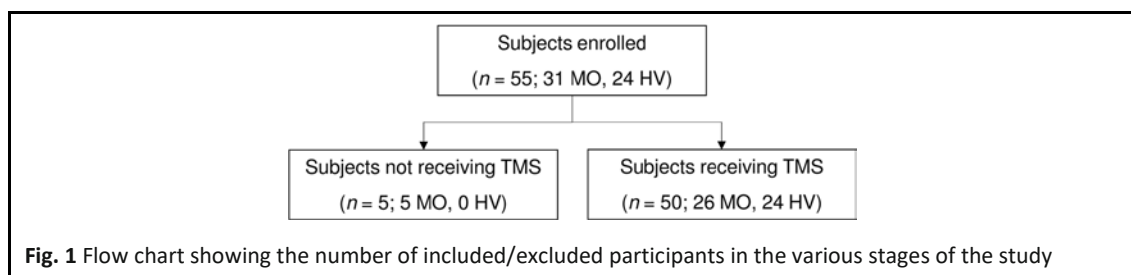 Subjects enrolled
(n = 55; 31 MO, 24 HV)
Subjects not receiving TMS
(n = 5; 5 MO, 0 HV)
Subjects receiving TMS
(n = 50; 26 MO, 24 HV)
Fig. 1 Flow chart showing the number of included/excluded participants in the various stages of the study